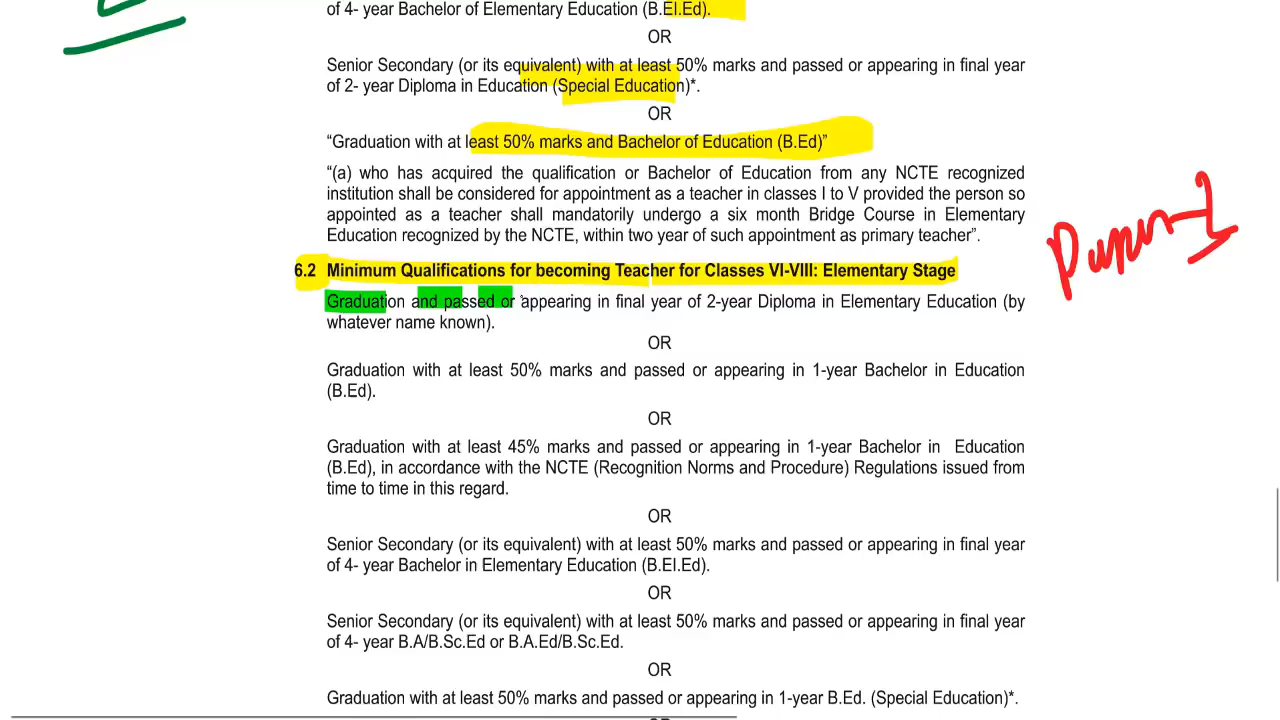 of 4- year Bachelor of Elementary Education (B.El.Ed).
OR
Senior Secondary (or its equivalent) with at least 50% marks and passed or appearing in final year
of 2- year Diploma in Education (Special Education)*.
OR
“Graduation with at least 50% marks and Bachelor of Education (B.Ed)”
“(a) who has acquired the qualification or Bachelor of Education from any NCTE recognized
institution shall be considered for appointment as a teacher in classes I to V provided the person so
appointed as a teacher shall mandatorily undergo a six month Bridge Course in Elementary
Education recognized by the NCTE, within two year of such appointment as primary teacher”.
6.2 Minimum Qualifications for becoming Teacher for Classes VI-VIII: Elementary Stage
Graduation and passed or appearing in final year of 2-year Diploma in Elementary Education (by
whatever name known).
OR
Graduation with at least 50% marks and passed or appearing in 1-year Bachelor in Education
(B.Ed).
OR
Graduation with at least 45% marks and passed or appearing in 1-year Bachelor in Education
(B.Ed), in accordance with the NCTE (Recognition Norms and Procedure) Regulations issued from
time to time in this regard.
OR
Senior Secondary (or its equivalent) with at least 50% marks and passed or appearing in final year
of 4- year Bachelor in Elementary Education (B.El.Ed).
OR
Senior Secondary (or its equivalent) with at least 50% marks and passed or appearing in final year
of 4- year B.A/B.Sc.Ed or B.A.Ed/B.Sc.Ed.
OR
Graduation with at least 50% marks and passed or appearing in 1-year B.Ed. (Special Education)*.
OR